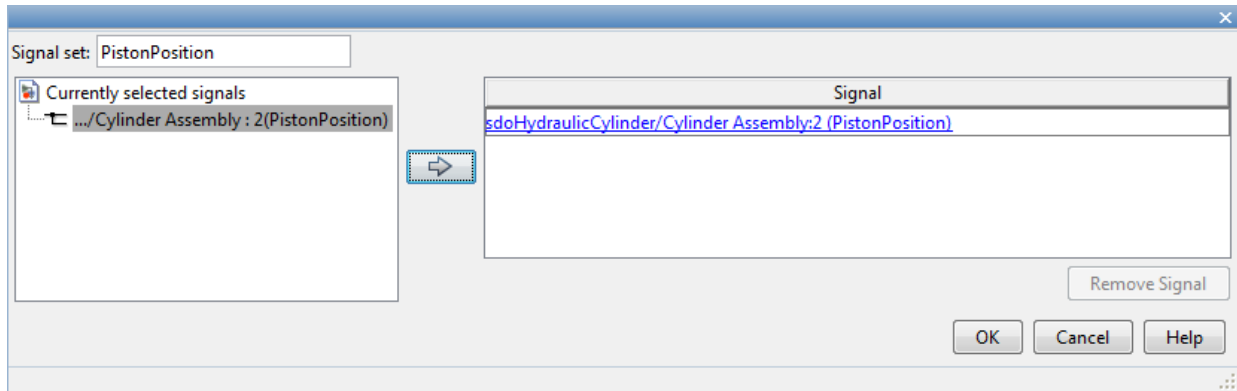 Signal set: PistonPosition
Currently selected signals
.../Cylinder Assembly : 2(PistonPosition)
Signal
sdoHydraulicCylinder/Cylinder Assembly:2 (PistonPosition)
Remove Signal
OK Cancel Help